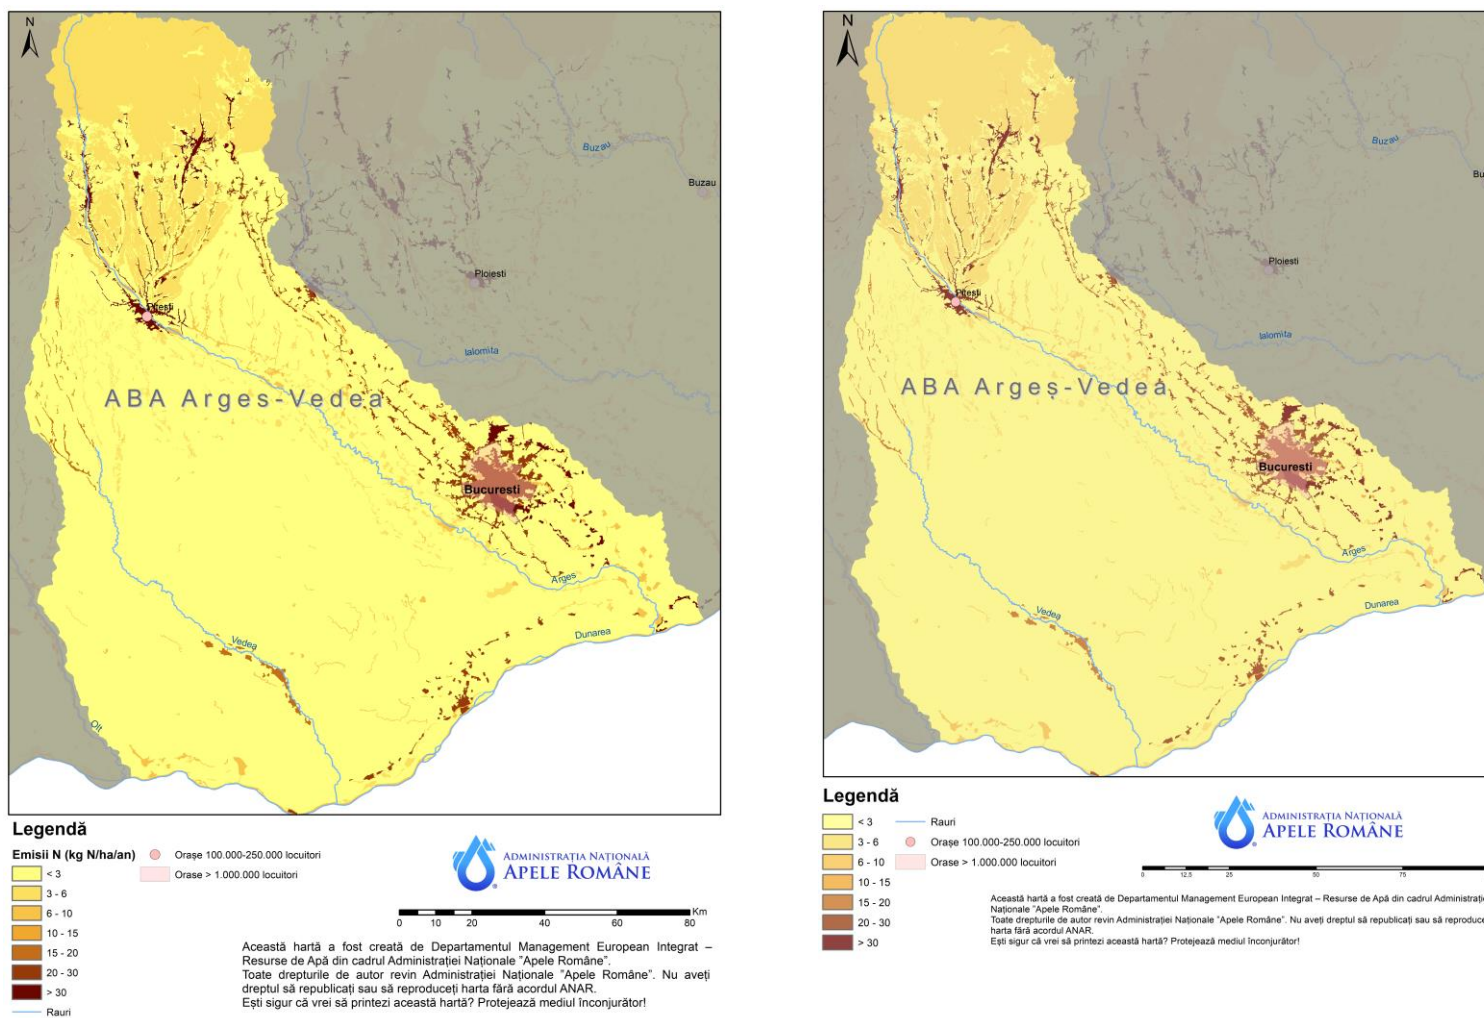 N
Buzau
Buzau
Ploiesti
Pitesti
Ialomita
ABA Arges-Vedea
Bucuresti
Arges
Vedea
Dunarea
Olt
Legendă
Emisii N (kg N/ha/an)
< 3
3 - 6
6 - 10
10 - 15
15 - 20
20 - 30
> 30
Rauri
Orașe 100.000-250.000 locuitori
Orase > 1.000.000 locuitori
ADMINISTRAȚIA NAȚIONALĂ
APELE ROMÂNE
Km
0 10 20 40 60 80
Această hartă a fost creată de Departamentul Management European Integrat –
Resurse de Apă din cadrul Administrației Naționale "Apele Române".
Toate drepturile de autor revin Administrației Naționale "Apele Române". Nu aveți
dreptul să republicați sau să reproduceți harta fără acordul ANAR.
Ești sigur că vrei să printezi această hartă? Protejează mediul înconjurător!
N
Buzau
Bu
Ploiesti
Pitesti
Ialomita
ABA Argeș-Vedea
Bucuresti
Arges
Vedea
Dunarea
Legendă
< 3
3 - 6
6 - 10
10 - 15
15 - 20
20 - 30
> 30
Rauri
Orașe 100.000-250.000 locuitori
Orase > 1.000.000 locuitori
ADMINISTRAȚIA NAȚIONALĂ
APELE ROMÂNE
0 12.5 25 50 75
Această hartă a fost creată de Departamentul Management European Integrat – Resurse de Apă din cadrul Administrați
Naționale "Apele Române".
Toate drepturile de autor revin Administrației Naționale "Apele Române". Nu aveți dreptul să republicați sau să reproduce
harta fără acordul ANAR.
Ești sigur că vrei să printezi această hartă? Protejează mediul înconjurător!